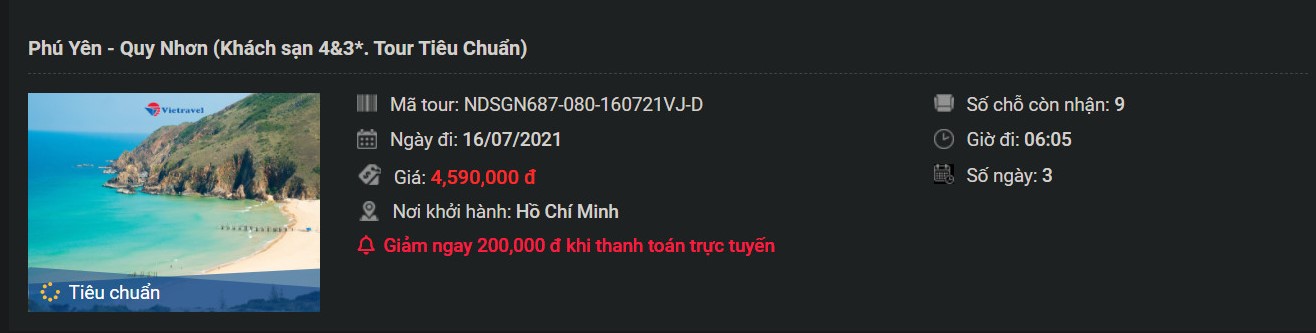 Phú Yên - Quy Nhơn (Khách sạn 4&3*. Tour Tiêu Chuẩn)
Vietravel
Tiêu chuẩn
Mã tour: NDSGN687-080-160721VJ-D
Ngày đi: 16/07/2021
Giá: 4,590,000 đ
Nơi khởi hành: Hồ Chí Minh
Giảm ngay 200,000 đ khi thanh toán trực tuyến
Số chỗ còn nhận: 9
Giờ đi: 06:05
Số ngày: 3